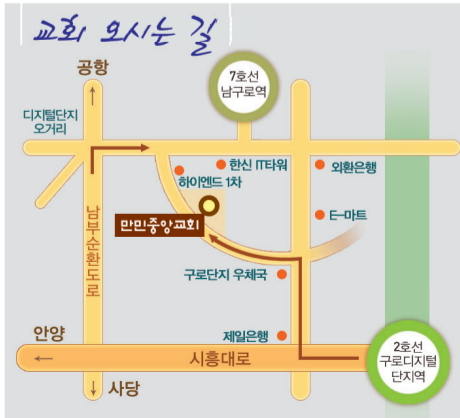 교회 오시는 길
공항
7호선
남구로역
디지털단지
오거리
한신 IT타워
외환은행
하이엔드 1차
E-마트
만민중앙교회
남부순환도로
구로단지 우체국
제일은행
안양
시흥대로
2호선
구로디지털
단지역
사당